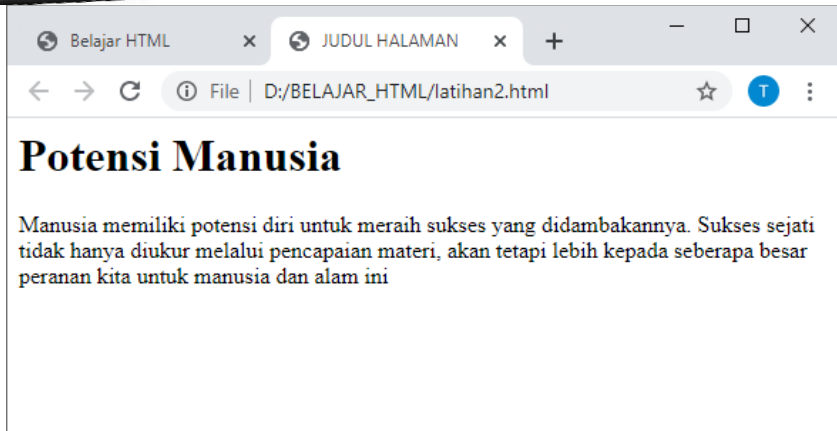 Belajar HTML
JUDUL HALAMAN
File
D:/BELAJAR_HTML/latihan2.html
T
Potensi Manusia
Manusia memiliki potensi diri untuk meraih sukses yang didambakannya. Sukses sejati
tidak hanya diukur melalui pencapaian materi, akan tetapi lebih kepada seberapa besar
peranan kita untuk manusia dan alam ini